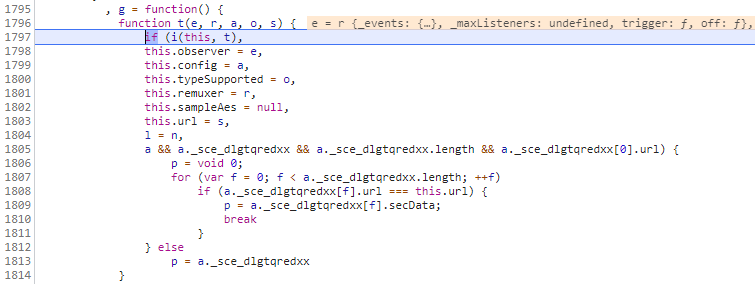 1795 , g = function() {
1796 function t(e, r, a, o, s) { e = r {_events: {…}, _maxListeners: undefined, trigger: ƒ, off: ƒ},
1797 if (i(this, t),
1798 this.observer = e,
1799 this.config = a,
1800 this.typeSupported = o,
1801 this.remuxer = r,
1802 this.sampleAes = null,
1803 this.url = s,
1804 l = n,
1805 a && a._sce_dlgtqredxx && a._sce_dlgtqredxx.length && a._sce_dlgtqredxx[0].url) {
1806 p = void 0;
1807 for (var f = 0; f < a._sce_dlgtqredxx.length; ++f)
1808 if (a._sce_dlgtqredxx[f].url === this.url) {
1809 p = a._sce_dlgtqredxx[f].secData;
1810 break
1811 }
1812 } else
1813 p = a._sce_dlgtqredxx
1814 }